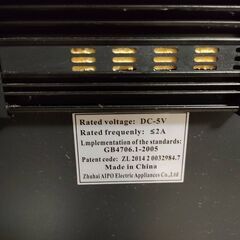 Rated voltage: DC-5V
Rated frequenly: ≤2A
Lmplementation of the standards:
GB4706.1-2005
Patent code: ZL 2014 2 0032984.7
Made in China
Zhuhai AIPO Electric Appliances Co.,Ltd